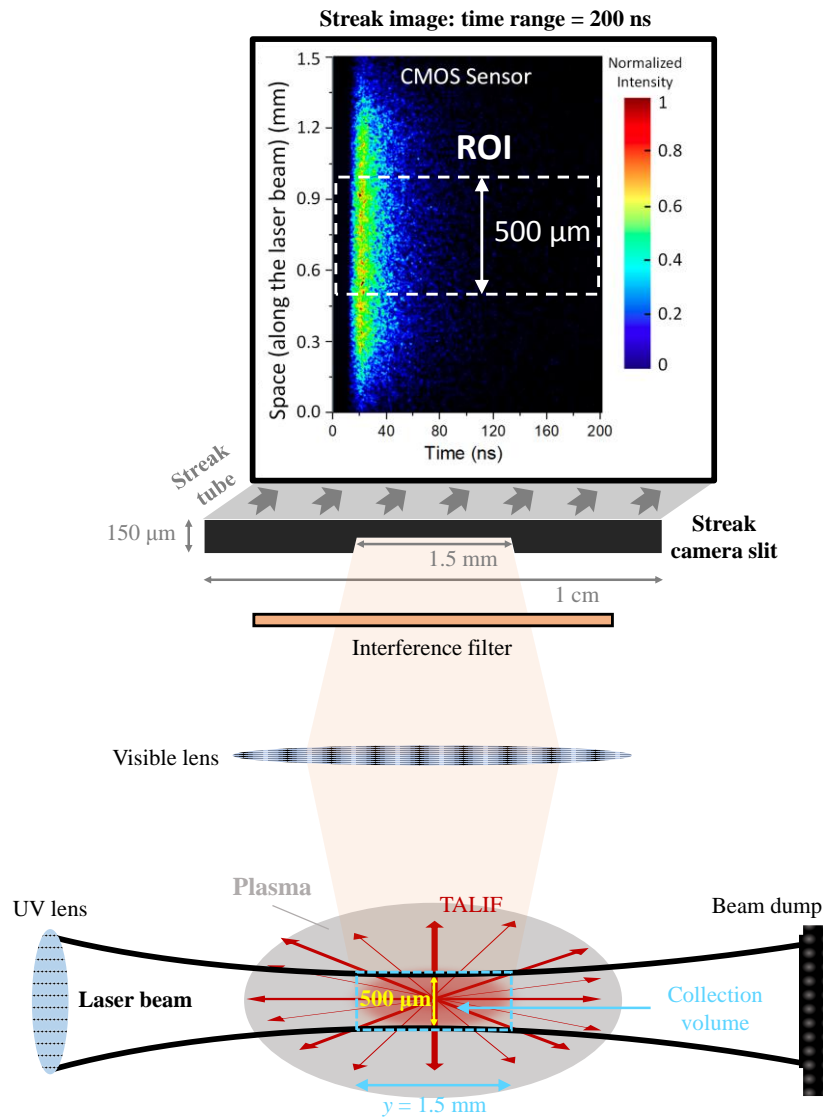 Streak image: time range = 200 ns
CMOS Sensor
ROI
500 μm
Space (along the laser beam) (mm)
1.5
1.2
0.9
0.6
0.3
0.0
0
40
80
120
160
200
Time (ns)
Normalized
Intensity
1
0.8
0.6
0.4
0.2
0
Streak
tube
150 μm
1.5 mm
1 cm
Streak
camera slit
Interference filter
Visible lens
Plasma
TALIF
UV lens
Beam dump
Laser beam
500 μm
Collection
volume
y = 1.5 mm